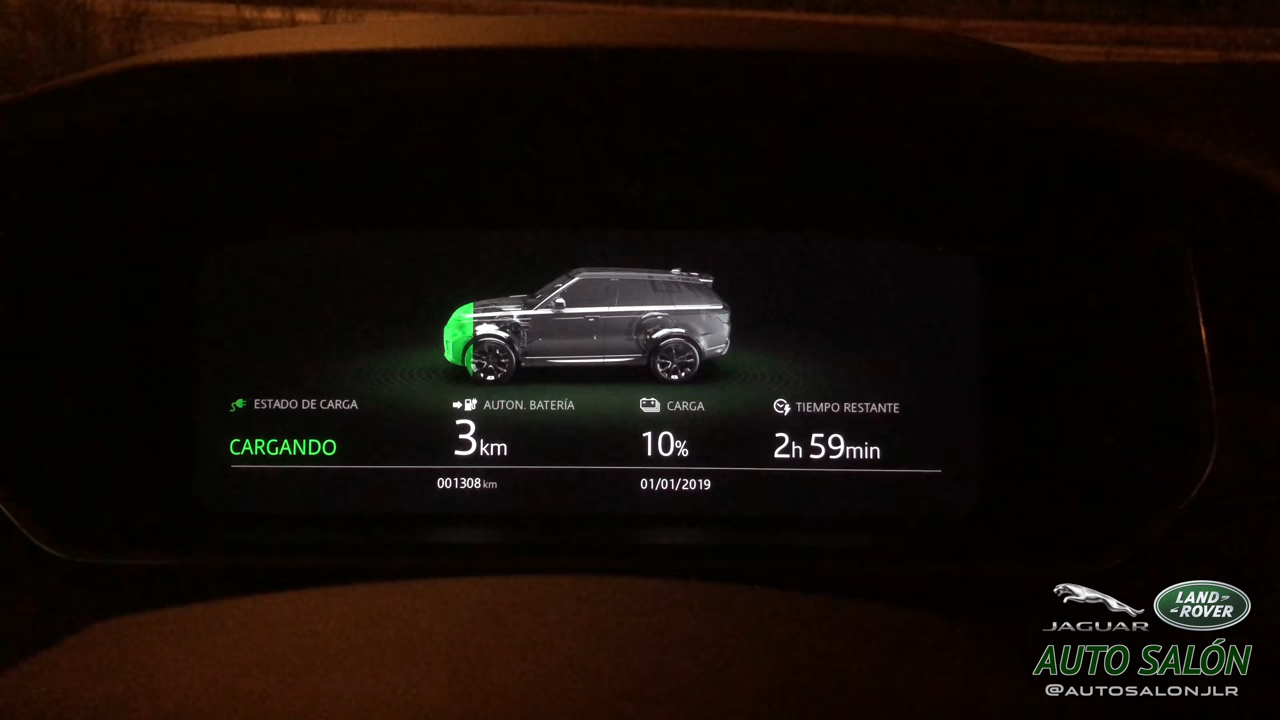 ESTADO DE CARGA
AUTON. BATERÍA
CARGA
TIEMPO RESTANTE
CARGANDO
3km
10%
2h 59min
001308 km
01/01/2019
JAGUAR
LAND-
-ROVER
AUTO SALÓN
@AUTOSALONJLR